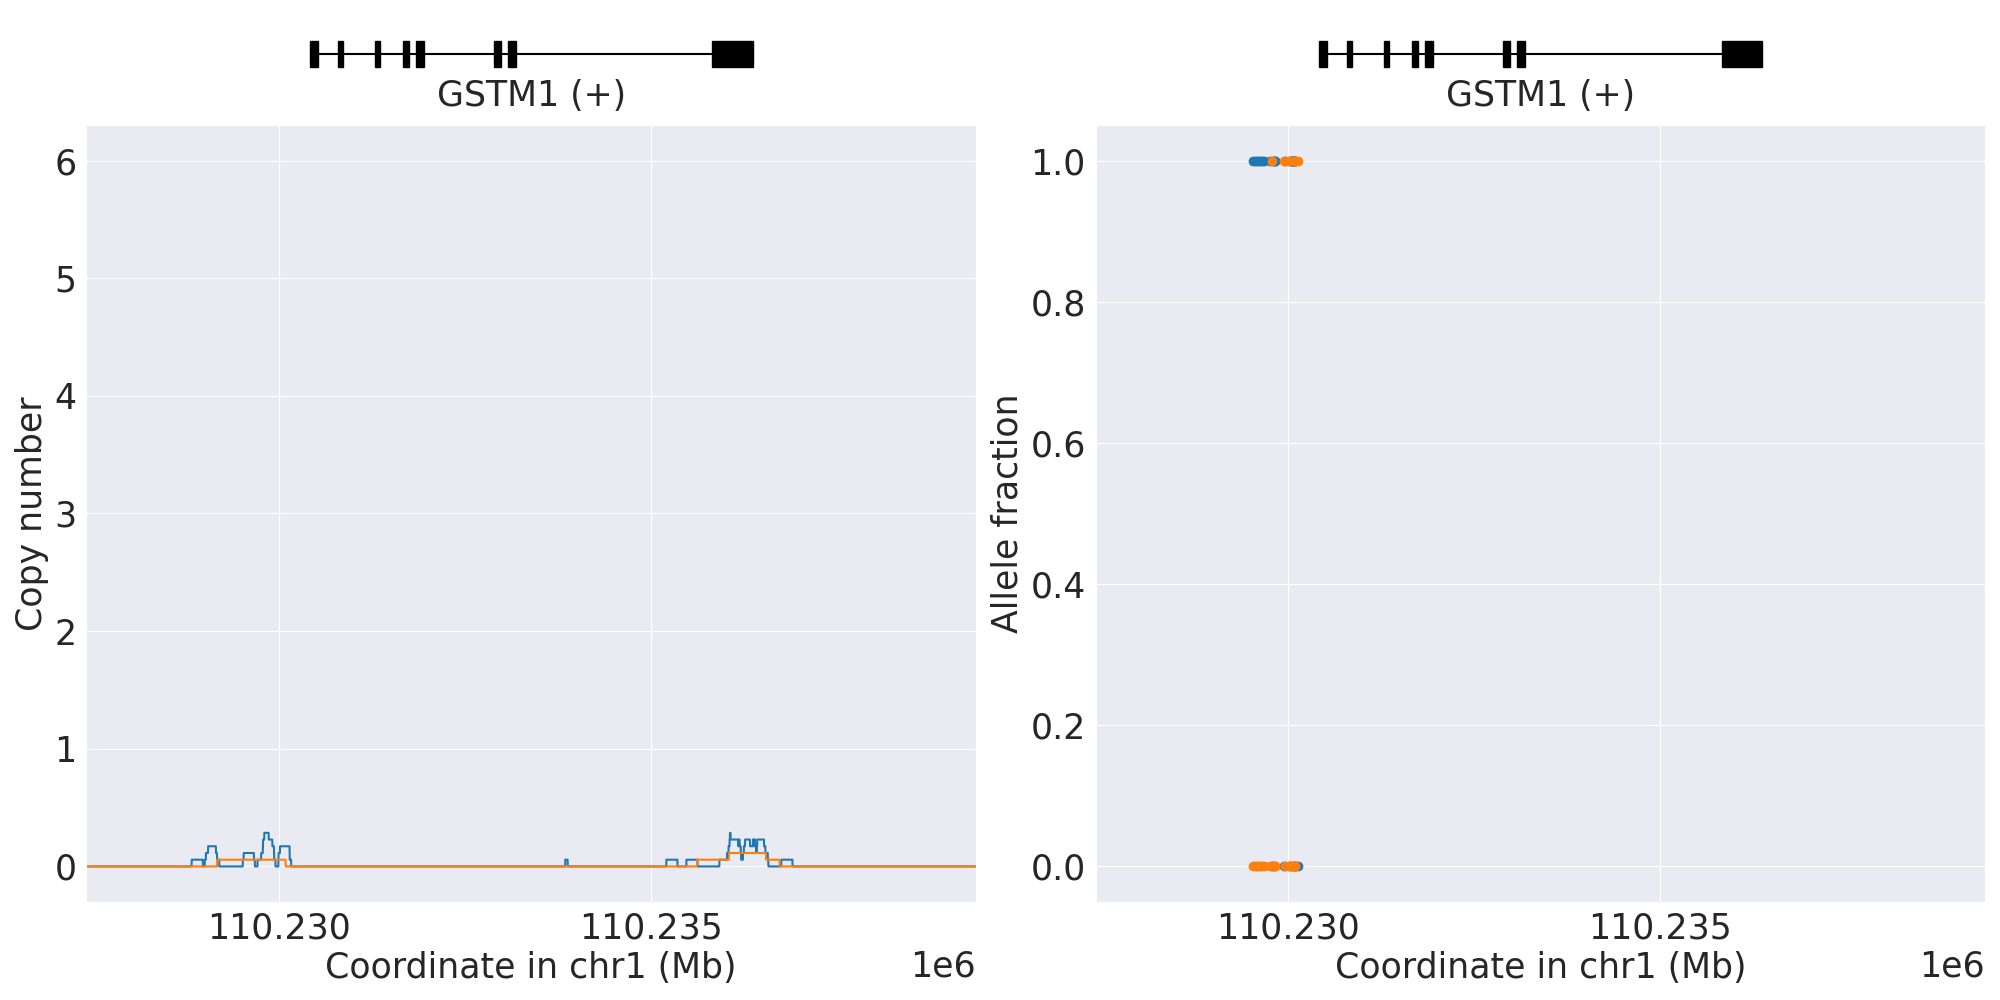 GSTM1 (+)
6
5
4
3
2
1
0
Copy number
110.230
110.235
Coordinate in chr1 (Mb)
1e6
GSTM1 (+)
1.0
0.8
0.6
0.4
0.2
0.0
Allele fraction
110.230
110.235
Coordinate in chr1 (Mb)
1e6